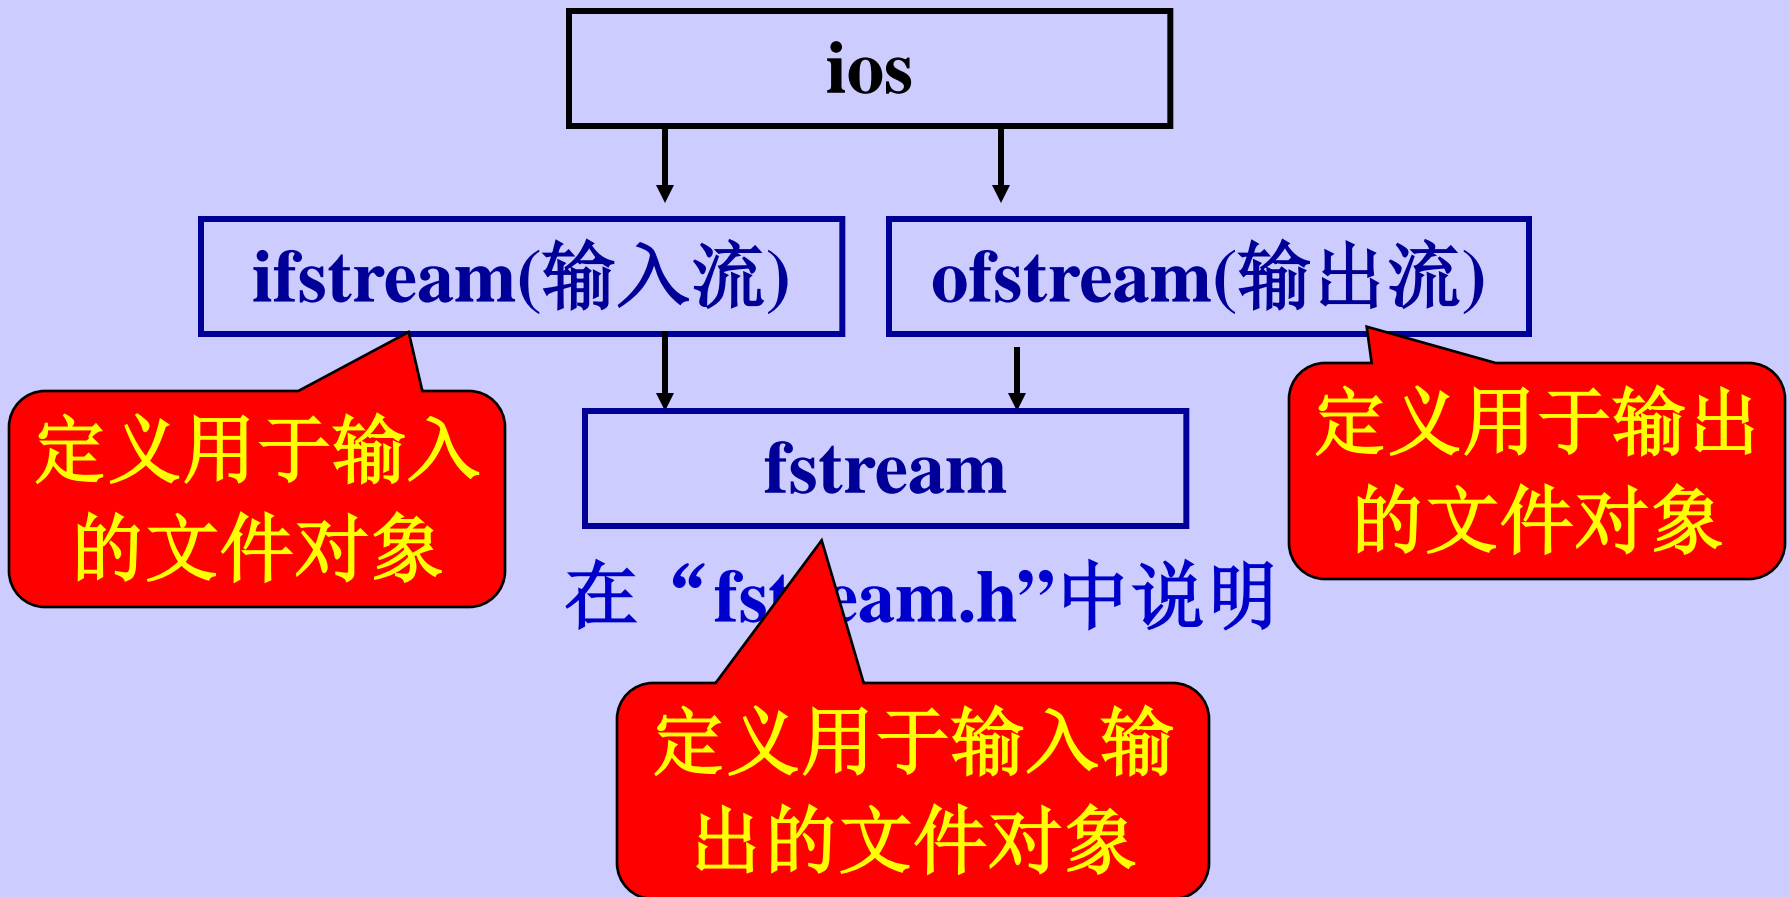 ios
ifstream(输入流)
ofstream(输出流)
定义用于输入
的文件对象
fstream
定义用于输出
的文件对象
在“fstream.h”中说明
定义用于输入输
出的文件对象